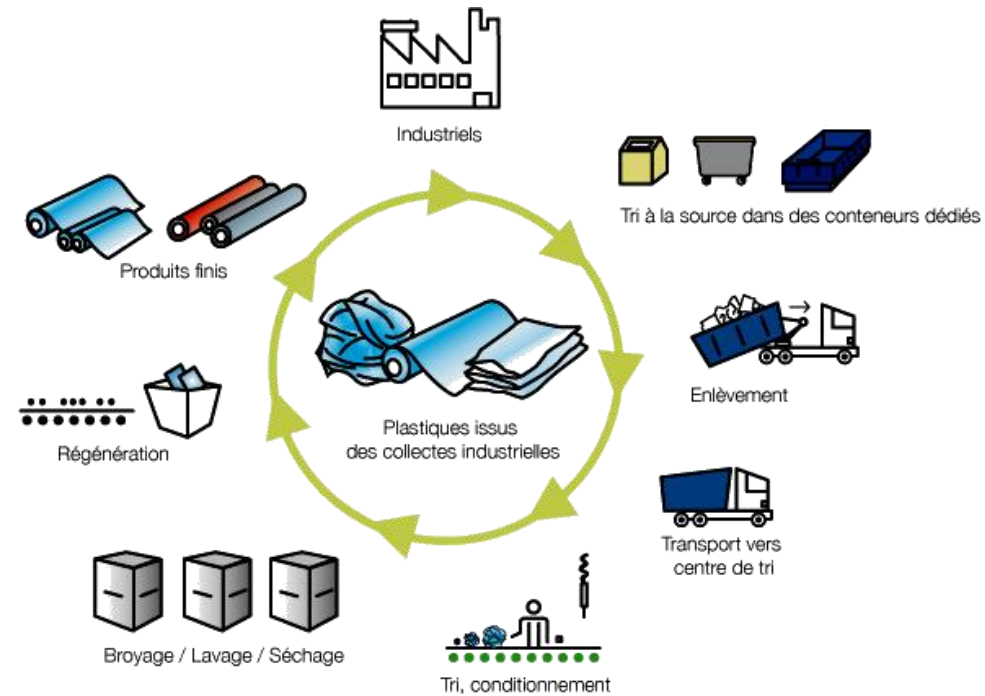 Industriels
Tri à la source dans des conteneurs dédiés
Enlèvement
Transport vers
centre de tri
Tri, conditionnement
Broyage / Lavage / Séchage
Régénération
Produits finis
Plastiques issus
des collectes industrielles